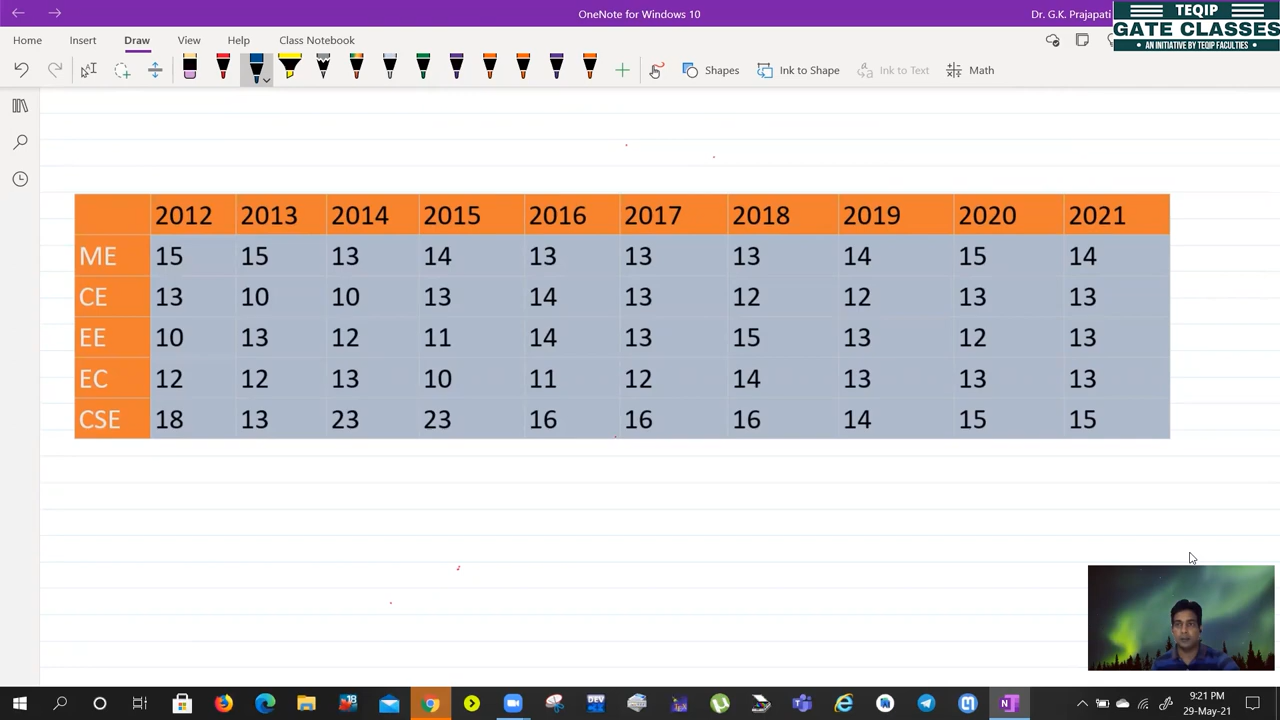 OneNote for Windows 10
Dr. G.K. Prajapati
TEQIP
GATE CLASSES
AN INITIATIVE BY TEQIP FACULTIES
Home Insert Draw View Help Class Notebook
Shapes Ink to Shape Ink to Text Math
2012 2013 2014 2015 2016 2017 2018 2019 2020 2021
ME 15 15 13 14 13 13 13 14 15 14
CE 13 10 10 13 14 13 12 12 13 13
EE 10 13 12 11 14 13 15 13 12 13
EC 12 12 13 10 11 12 14 13 13 13
CSE 18 13 23 23 16 16 16 14 15 15
9:21 PM
29-May-21